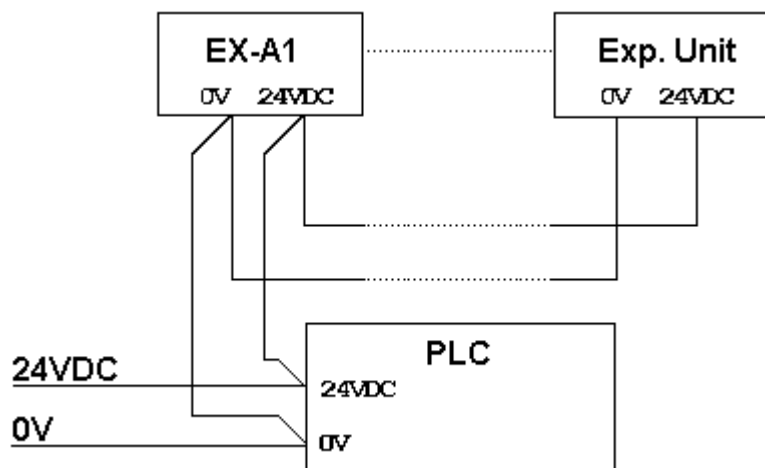 EX-A1
0V 24VDC
Exp. Unit
0V 24VDC
PLC
24VDC
24VDC
0V
0V